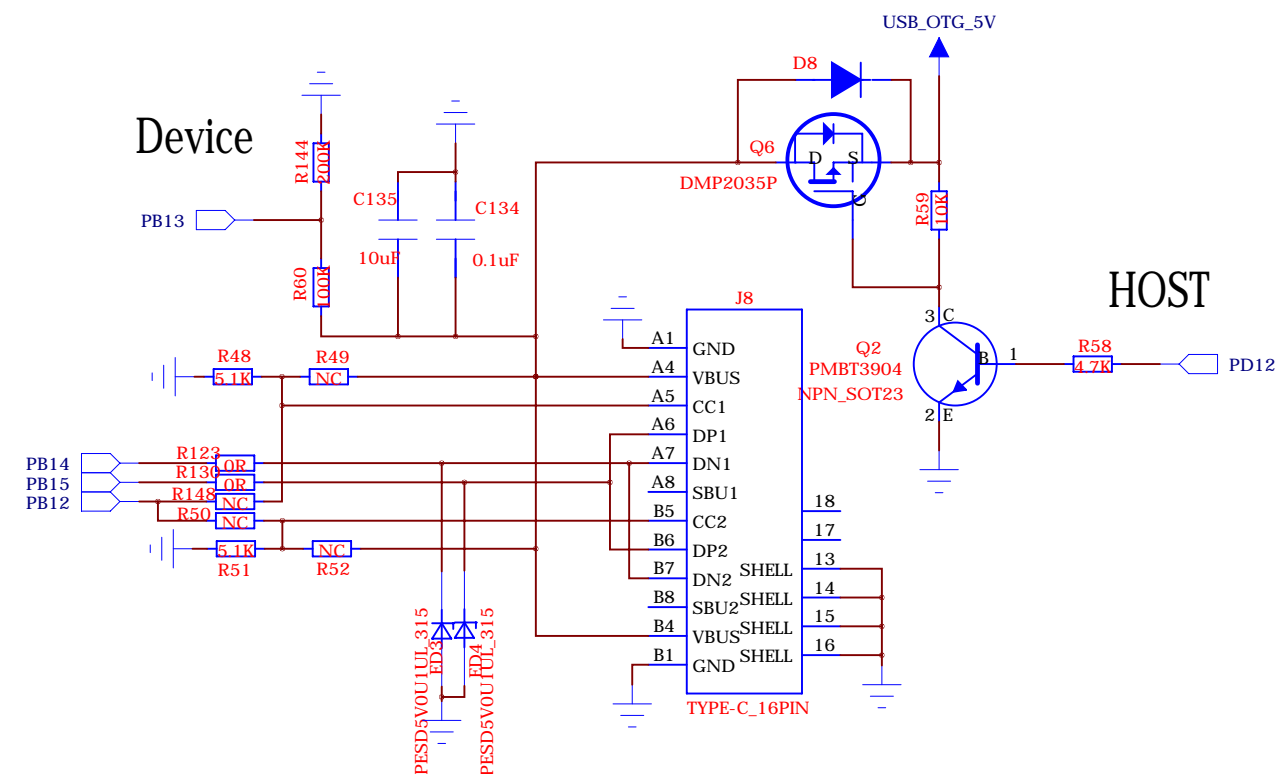 USB_OTG_5V
D8
Device
Q6
D
S
G
DMP2035P
R144
200K
C135
C134
PB13
R59
10K
10uF
0.1uF
R60
100K
HOST
J8
3
C
A1
GND
Q2
B
1
R58
R48
R49
PMBT3904
4.7K
PD12
5.1K
NC
A4
VBUS
NPN_SOT23
A5
CC1
2
E
A6
DP1
R123
PB14
0R
A7
DN1
R130
PB15
0R
A8
SBU1
R148
PB12
NC
18
R50
NC
B5
CC2
17
5.1K
NC
B6
DP2
R51
R52
B7
DN2
SHELL
13
B8
SBU2
SHELL
14
B4
VBUS
SHELL
15
B1
GND
SHELL
16
PESD5V0U1UL_315
ED3
ED4
PESD5V0U1UL_315
TYPE-C_16PIN